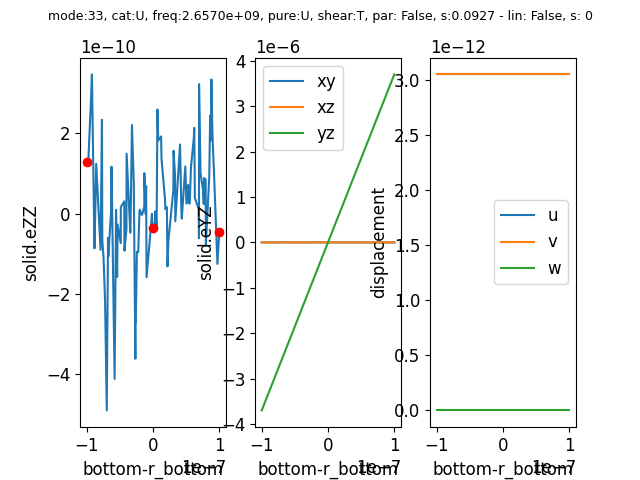 mode:33, cat:U, freq:2.6570e+09, pure:U, shear:T, par: False, s:0.0927 - lin: False, s: 0
1e−10
2
0
−2
−4
solid.eZZ
−1
0
1
1e−7
bottom-r_bottom
1e−6
4
3
2
1
0
−1
−2
−3
−4
solid.eYZ
xy
xz
yz
−1
0
1
1e−7
bottom-r_bottom
1e−12
3.0
2.5
2.0
1.5
1.0
0.5
0.0
displacement
u
v
w
−1
0
1
1e−7
bottom-r_bottom